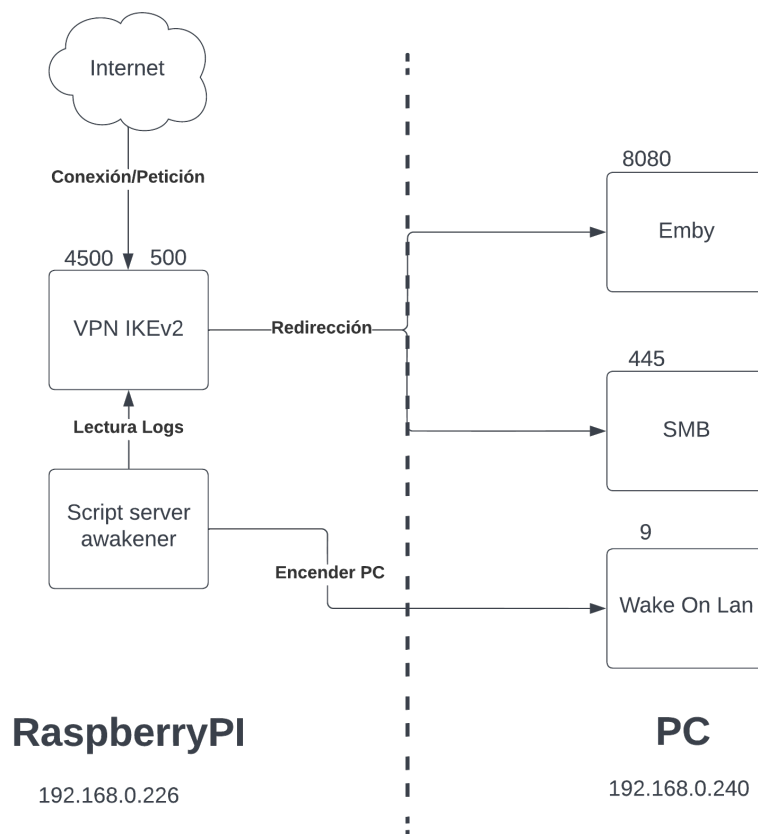 Internet
Conexión/Petición
8080
Emby
4500 500
VPN IKEv2
Redirección
445
SMB
Lectura Logs
Script server
awakener
9
Encender PC
Wake On Lan
RaspberryPI
PC
192.168.0.226
192.168.0.240